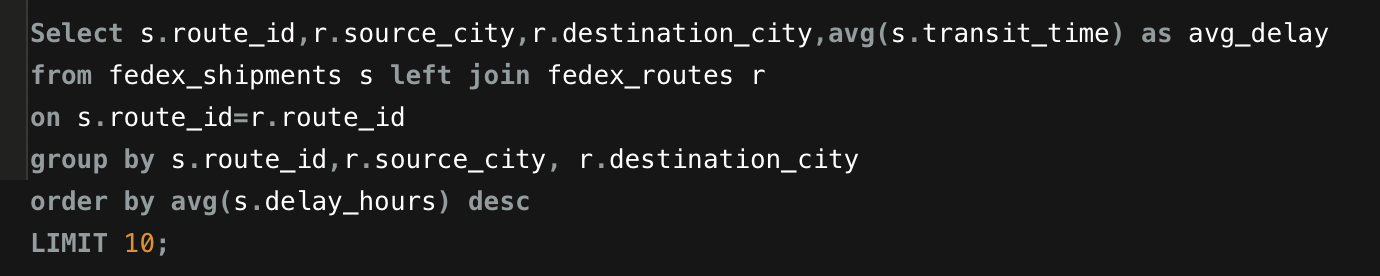 Select s.route_id,r.source_city,r.destination_city,avg(s.transit_time) as avg_delay
from fedex_shipments s left join fedex_routes r
on s.route_id=r.route_id
group by s.route_id,r.source_city, r.destination_city
order by avg(s.delay_hours) desc
LIMIT 10;